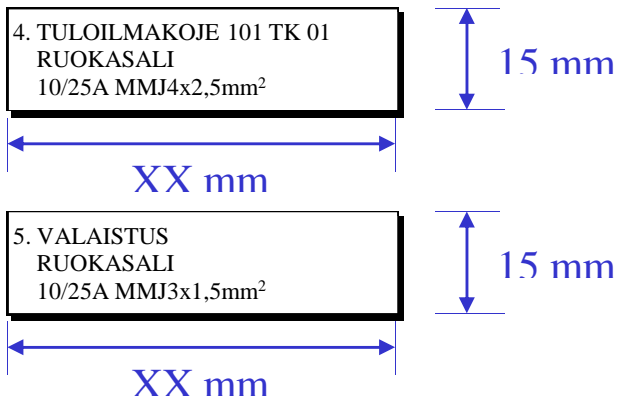 4. TULOILMAKOJE 101 TK 01
RUOKASALI
10/25A MMJ4x2,5mm²
15 mm
XX mm
5. VALAISTUS
RUOKASALI
10/25A MMJ3x1,5mm²
15 mm
XX mm